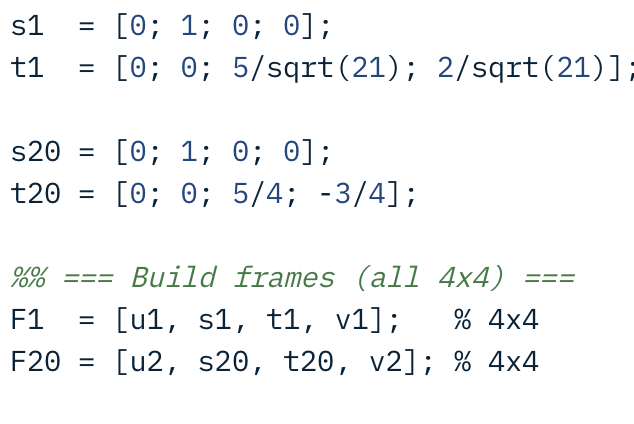 s1  = [0; 1; 0; 0];
t1  = [0; 0; 5/sqrt(21); 2/sqrt(21)];
s20 = [0; 1; 0; 0];
t20 = [0; 0; 5/4; -3/4];
%% === Build frames (all 4x4) ===
F1  = [u1, s1, t1, v1];   % 4x4
F20 = [u2, s20, t20, v2]; % 4x4